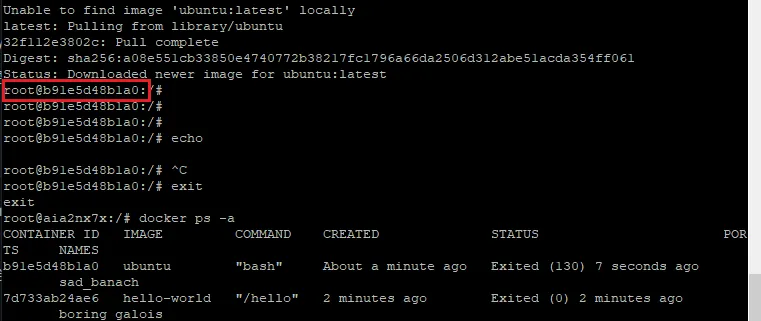 Unable to find image 'ubuntu:latest' locally
latest: Pulling from library/ubuntu
32f112e3802c: Pull complete
Digest: sha256:a08e551cb33850e4740772b38217fc1796a66da2506d312abe51acda354ff061
Status: Downloaded newer image for ubuntu:latest
root@b91e5d48b1a0:/#
root@b91e5d48b1a0:/#
root@b91e5d48b1a0:/#
root@b91e5d48b1a0:/# echo
root@b91e5d48b1a0:/# ^C
root@b91e5d48b1a0:/# exit
exit
root@aia2nx7x:/# docker ps -a
CONTAINER ID   IMAGE         COMMAND    CREATED              STATUS                       POR
TS     NAMES
b91e5d48b1a0   ubuntu        "bash"     About a minute ago   Exited (130) 7 seconds ago
       sad_banach
7d733ab24ae6   hello-world   "/hello"   2 minutes ago        Exited (0) 2 minutes ago
       boring_galois